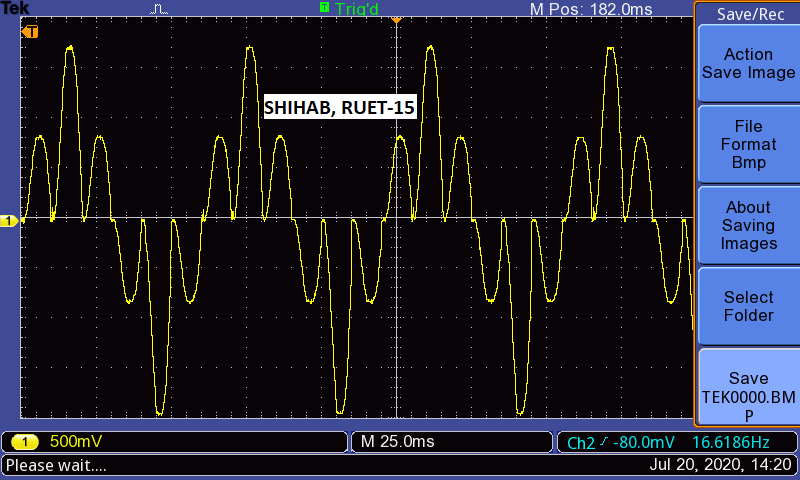 Tek
Trig'd
M Pos: 182.0ms
Save/Rec
T
Action
Save Image
SHIHAB, RUET-15
File
Format
Bmp
1
About
Saving
Images
Select
Folder
Save
TEK0000.BM
P
1 500mV
M 25.0ms
Ch2 -80.0mV 16.6186Hz
Please wait....
Jul 20, 2020, 14:20